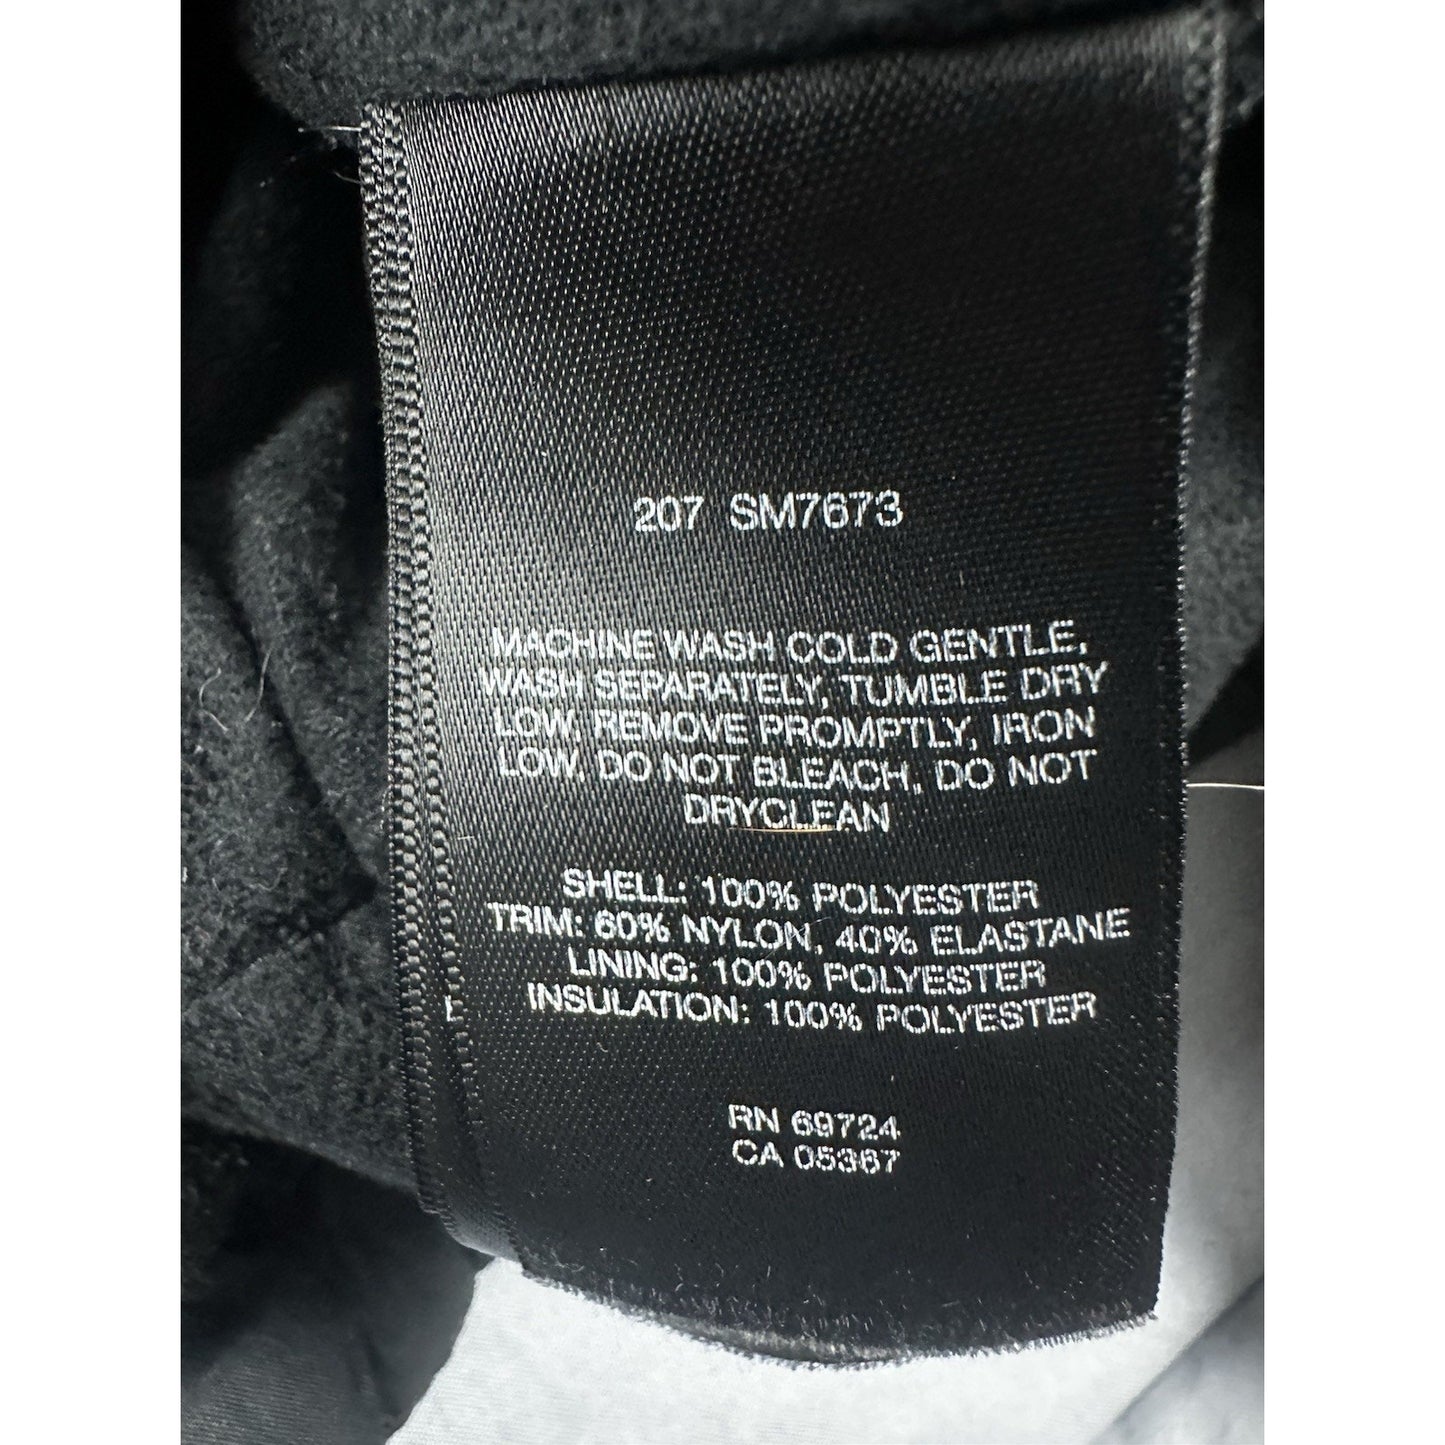 207 SM7673
MACHINE WASH COLD GENTLE,
WASH SEPARATELY, TUMBLE DRY
LOW, REMOVE PROMPTLY, IRON
LOW, DO NOT BLEACH, DO NOT
DRYCLEAN
SHELL: 100% POLYESTER
TRIM: 60% NYLON, 40% ELASTANE
LINING: 100% POLYESTER
INSULATION: 100% POLYESTER
RN 69724
CA 05367